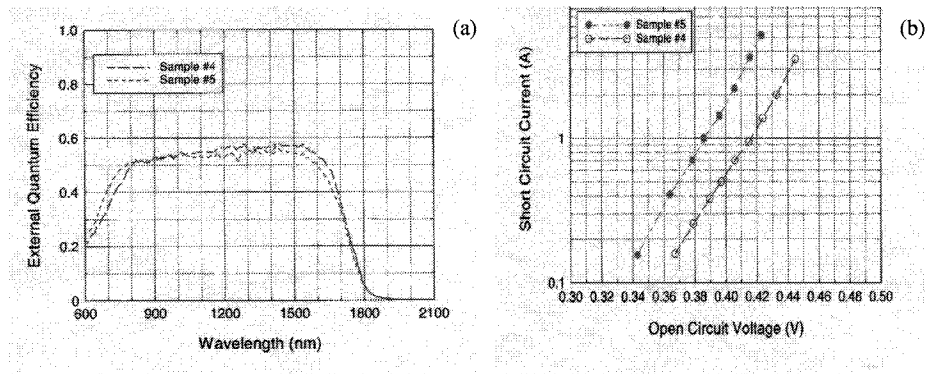 (a)
External Quantum Efficiency
1.0
0.8
0.6
0.4
0.2
0
Sample #4
Sample #5
600 900 1200 1500 1800 2100
Wavelength (nm)
(b)
Short Circuit Current (A)
1
0.1
Sample #5
Sample #4
0.30 0.32 0.34 0.36 0.38 0.40 0.42 0.44 0.46 0.48 0.50
Open Circuit Voltage (V)